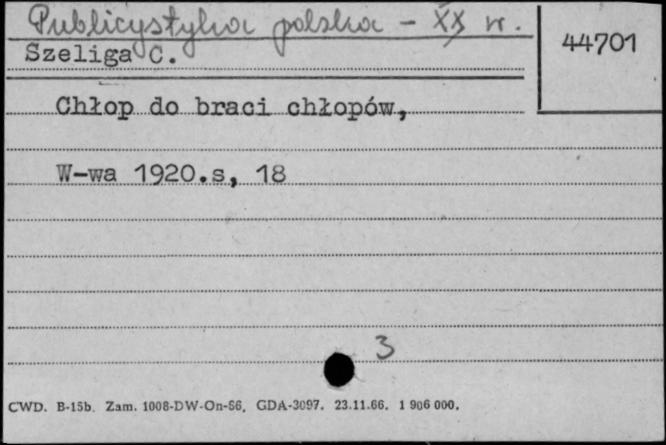 Publicystyka polska - XX w.
44701
Szeliga C.
Chłop do braci chłopów,
W-wa 1920.s, 18
3
CWD. B-15b. Zam. 1008-DW-On-66. GDA-3097. 23.11.66. 1 906 000.